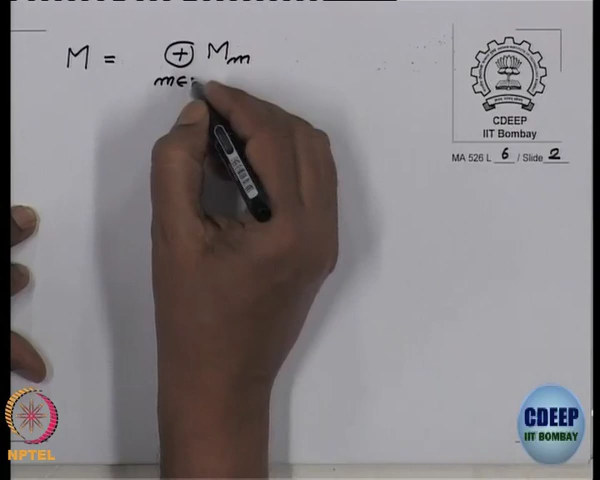 M = ⊕ Mm
m∈
CDEEP
IIT Bombay
MA 526 L 6 / Slide 2
NPTEL
CDEEP
IIT BOMBAY